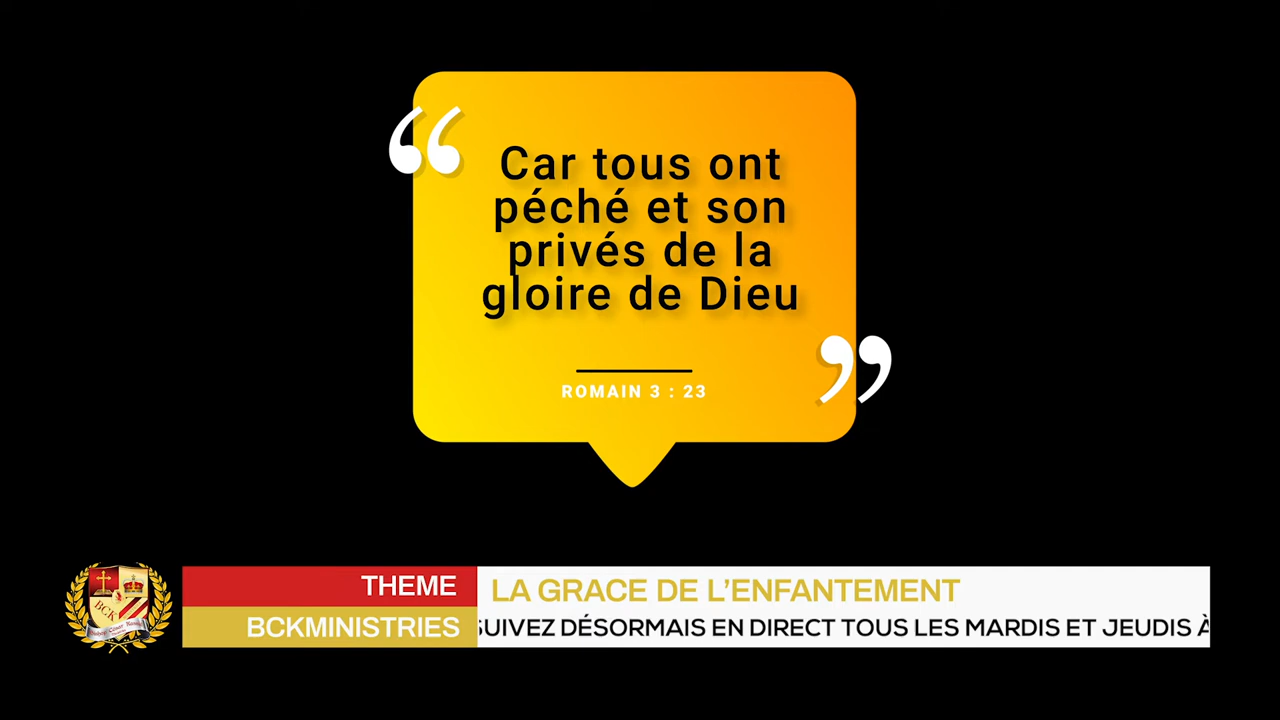 “
Car tous ont
péché et son
privés de la
gloire de Dieu
”
ROMAIN 3 : 23
THEME
LA GRACE DE L’ENFANTEMENT
BCK
BCKMINISTRIES
SUIVEZ DÉSORMAIS EN DIRECT TOUS LES MARDIS ET JEUDIS À